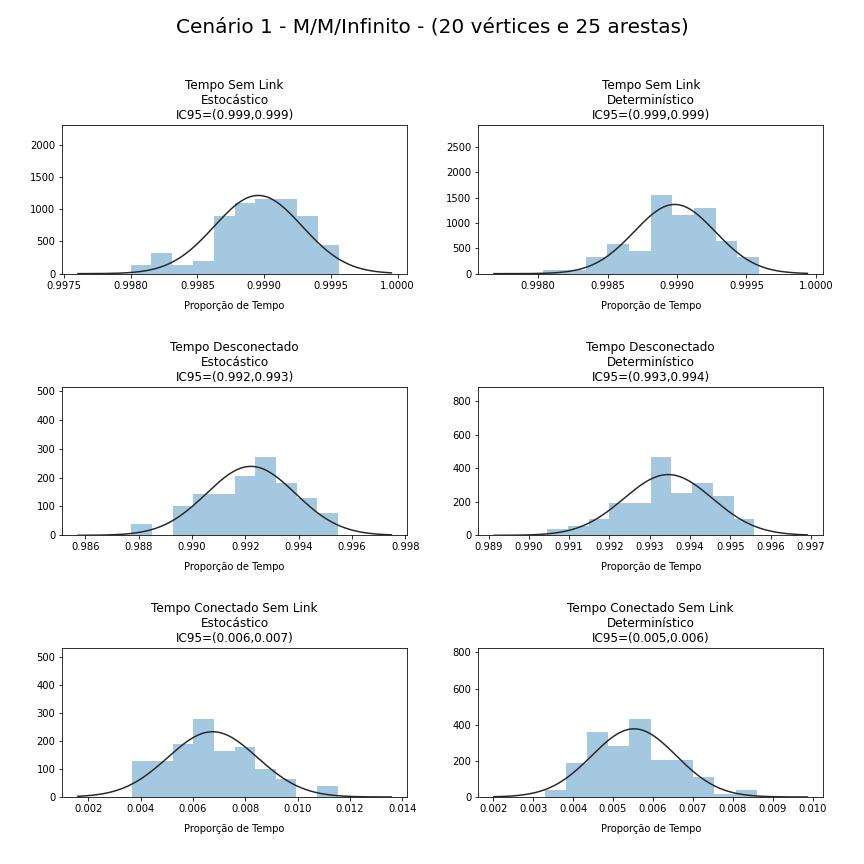 Cenário 1 - M/M/Infinito - (20 vértices e 25 arestas)
Tempo Sem Link
Estocástico
IC95=(0.999,0.999)
2000
1500
1000
500
0
0.9975 0.9980 0.9985 0.9990 0.9995 1.0000
Proporção de Tempo
Tempo Sem Link
Determinístico
IC95=(0.999,0.999)
2500
2000
1500
1000
500
0
0.9980 0.9985 0.9990 0.9995 1.0000
Proporção de Tempo
Tempo Desconectado
Estocástico
IC95=(0.992,0.993)
500
400
300
200
100
0
0.986 0.988 0.990 0.992 0.994 0.996 0.998
Proporção de Tempo
Tempo Desconectado
Determinístico
IC95=(0.993,0.994)
800
600
400
200
0
0.989 0.990 0.991 0.992 0.993 0.994 0.995 0.996 0.997
Proporção de Tempo
Tempo Conectado Sem Link
Estocástico
IC95=(0.006,0.007)
500
400
300
200
100
0
0.002 0.004 0.006 0.008 0.010 0.012 0.014
Proporção de Tempo
Tempo Conectado Sem Link
Determinístico
IC95=(0.005,0.006)
800
600
400
200
0
0.002 0.003 0.004 0.005 0.006 0.007 0.008 0.009 0.010
Proporção de Tempo